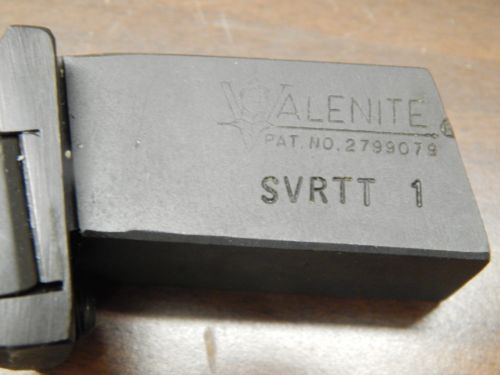 VALENITE
PAT. NO. 2799079
SVRTT 1